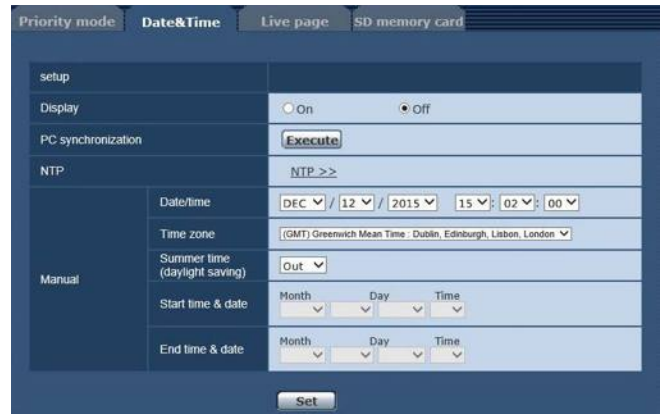 Priority mode Date&Time Live page SD memory card
setup
Display On Off
PC synchronization Execute
NTP NTP >>
Manual
Date/time DEC / 12 / 2015 15 : 02 : 00
Time zone (GMT) Greenwich Mean Time : Dublin, Edinburgh, Lisbon, London
Summer time
(daylight saving) Out
Start time & date Month Day Time
End time & date Month Day Time
Set